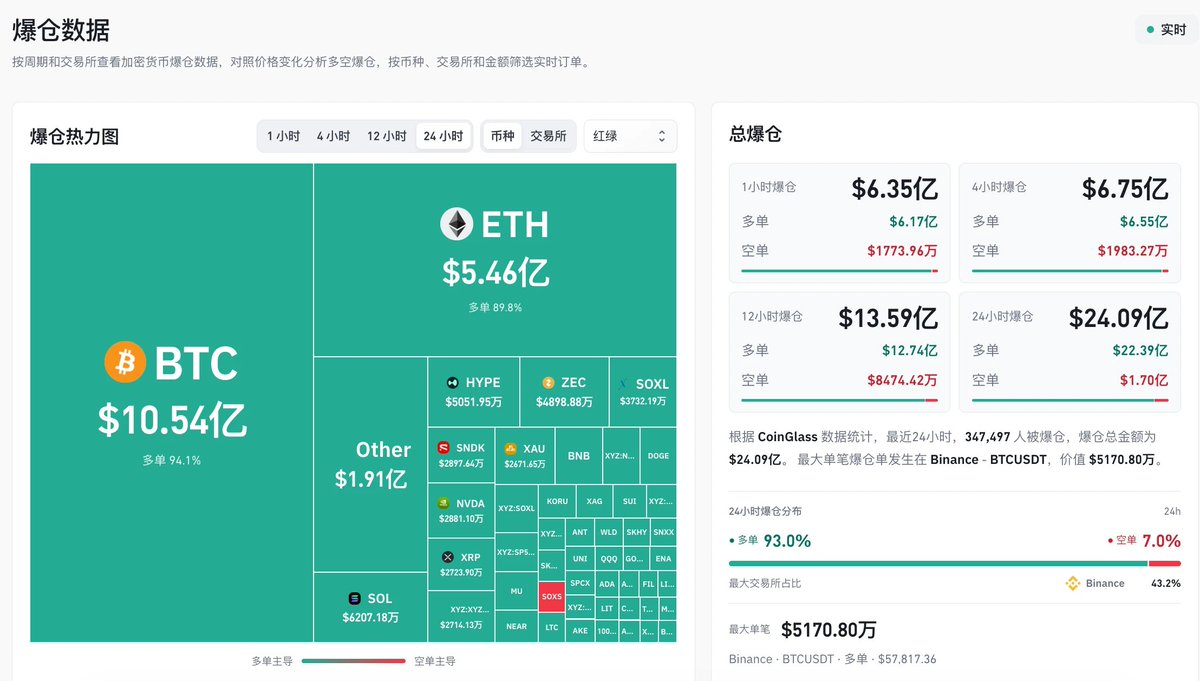 爆仓数据
实时
按周期和交易所查看加密货币爆仓数据，对照价格变化分析多空爆仓，按币种、交易所和金额筛选实时订单。
爆仓热力图
1 小时
4 小时
12 小时
24 小时
币种
交易所
红绿
BTC
$10.54亿
多单 94.1%
ETH
$5.46亿
多单 89.8%
Other
$1.91亿
SOL
$6207.18万
HYPE
$5051.95万
ZEC
$4898.88万
SOXL
$3732.19万
SNDK
$2897.64万
XAU
$2671.65万
BNB
XYZ:N...
DOGE
NVDA
$2881.10万
XYZ:SOXL
KORU
XAG
SUI
XYZ:...
XRP
$2723.90万
XYZ:SP5...
XYZ...
ANT
WLD
SKHY
SNXX
SK...
UNI
QQQ
GO...
ENA
XYZ:XYZ...
$2714.13万
MU
SOXS
SPCX
ADA
A...
FIL
LI...
XYZ:...
LIT
C...
T...
M...
NEAR
LTC
AKE
100...
A...
X...
B...
多单主导
空单主导
总爆仓
1小时爆仓
$6.35亿
多单
$6.17亿
空单
$1773.96万
4小时爆仓
$6.75亿
多单
$6.55亿
空单
$1983.27万
12小时爆仓
$13.59亿
多单
$12.74亿
空单
$8474.42万
24小时爆仓
$24.09亿
多单
$22.39亿
空单
$1.70亿
根据 CoinGlass 数据统计，最近24小时，347,497 人被爆仓，爆仓总金额为
$24.09亿。 最大单笔爆仓单发生在 Binance - BTCUSDT，价值 $5170.80万。
24小时爆仓分布
24h
多单 93.0%
空单 7.0%
最大交易所占比
Binance
43.2%
最大单笔 $5170.80万
Binance · BTCUSDT · 多单 · $57,817.36